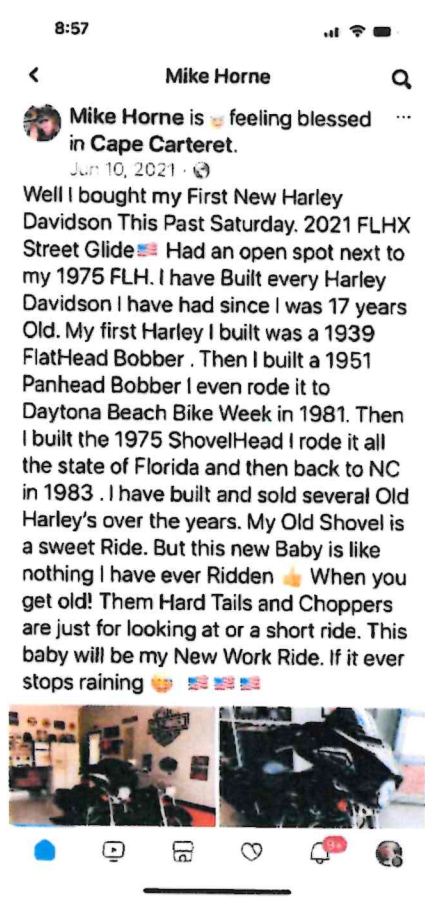 8:57
Mike Horne
Mike Horne is 😇 feeling blessed
in Cape Carteret.
Jun 10, 2021 ·
Well I bought my First New Harley
Davidson This Past Saturday. 2021 FLHX
Street Glide🇺🇸 Had an open spot next to
my 1975 FLH. I have Built every Harley
Davidson I have had since I was 17 years
Old. My first Harley I built was a 1939
FlatHead Bobber . Then I built a 1951
Panhead Bobber I even rode it to
Daytona Beach Bike Week in 1981. Then
I built the 1975 ShovelHead I rode it all
the state of Florida and then back to NC
in 1983 . I have built and sold several Old
Harley's over the years. My Old Shovel is
a sweet Ride. But this new Baby is like
nothing I have ever Ridden 👍 When you
get old! Them Hard Tails and Choppers
are just for looking at or a short ride. This
baby will be my New Work Ride. If it ever
stops raining 🥰 🇺🇸 🇺🇸 🇺🇸
9+